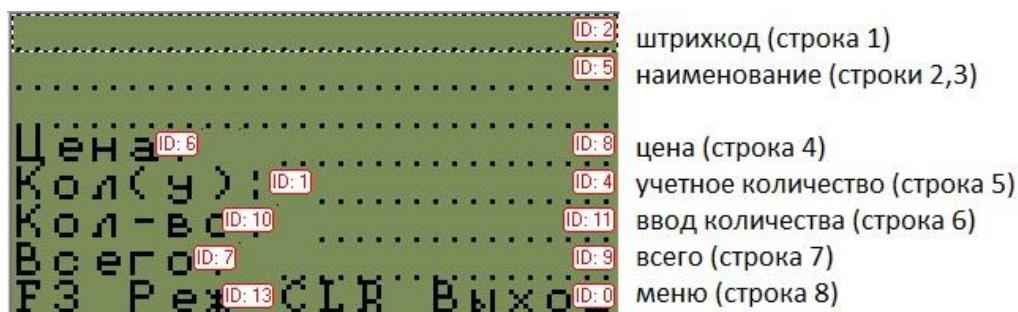 ID: 2
штрихкод (строка 1)
ID: 5
наименование (строки 2,3)
Цена: ID: 6 ID: 8
цена (строка 4)
Кол(у): ID: 1 ID: 4
учетное количество (строка 5)
Кол-во: ID: 10 ID: 11
ввод количества (строка 6)
Всего: ID: 7 ID: 9
всего (строка 7)
F3 Реж ID: 13 CLR Выход ID: 0
меню (строка 8)